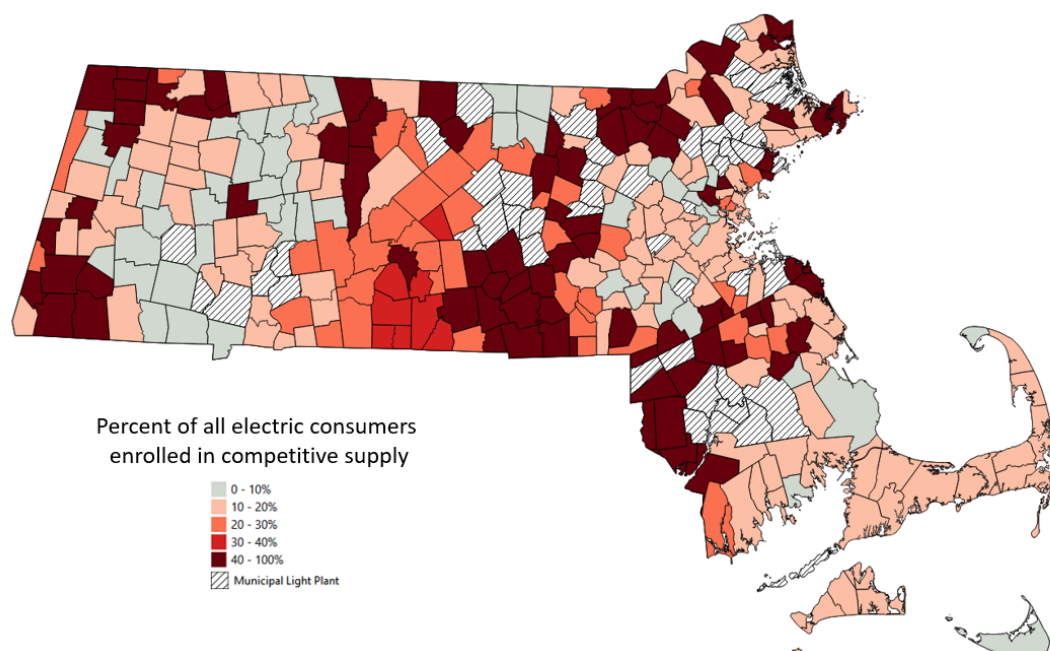 Percent of all electric consumers
enrolled in competitive supply
0 - 10%
10 - 20%
20 - 30%
30 - 40%
40 - 100%
Municipal Light Plant